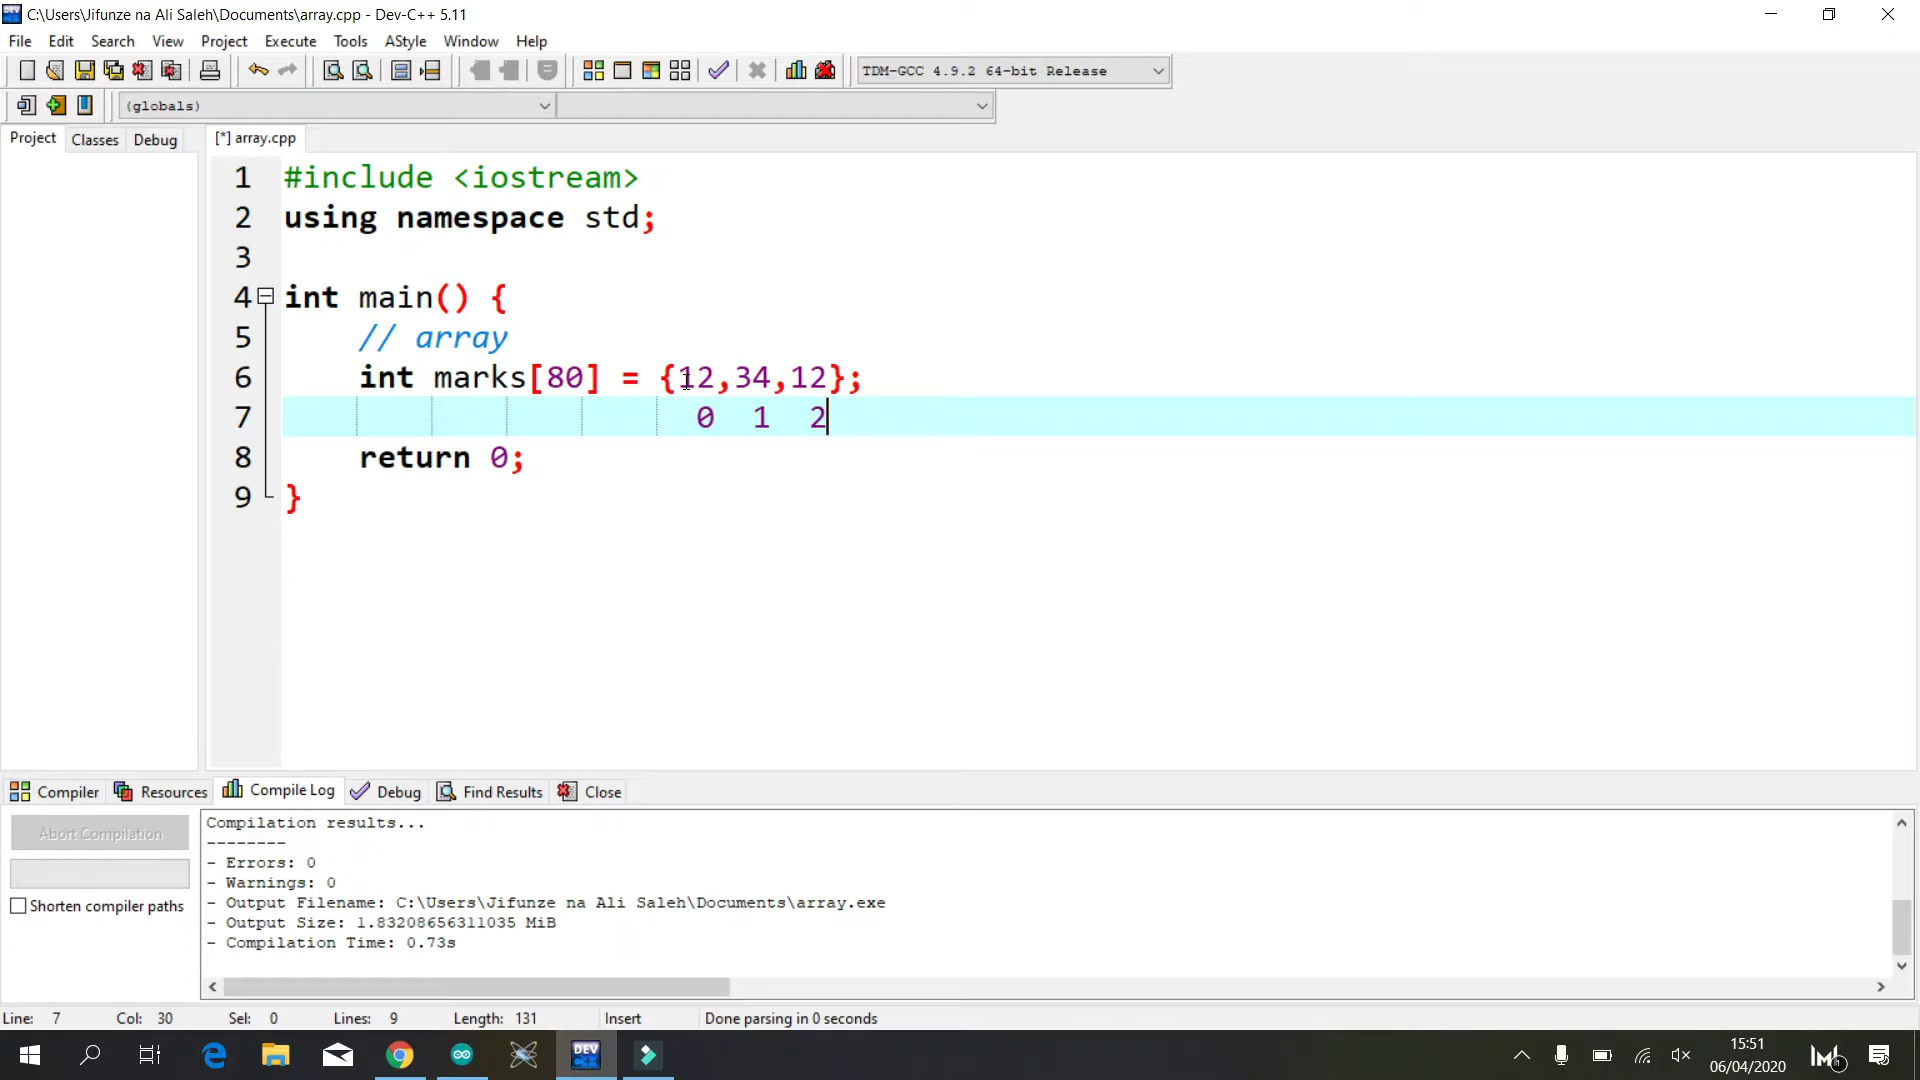 C:\Users\Jifunze na Ali Saleh\Documents\array.cpp - Dev-C++ 5.11
File Edit Search View Project Execute Tools AStyle Window Help
TDM-GCC 4.9.2 64-bit Release
(globals)
Project Classes Debug [*] array.cpp
1 #include <iostream>
2 using namespace std;
3
4 int main() {
5 // array
6 int marks[80] = {12,34,12};
7 0 1 2
8 return 0;
9 }
Compiler Resources Compile Log Debug Find Results Close
Abort Compilation
Shorten compiler paths
Compilation results...
--------
- Errors: 0
- Warnings: 0
- Output Filename: C:\Users\Jifunze na Ali Saleh\Documents\array.exe
- Output Size: 1.83208656311035 MiB
- Compilation Time: 0.73s
Line: 7 Col: 30 Sel: 0 Lines: 9 Length: 131 Insert Done parsing in 0 seconds
DEV C++
15:51
06/04/2020